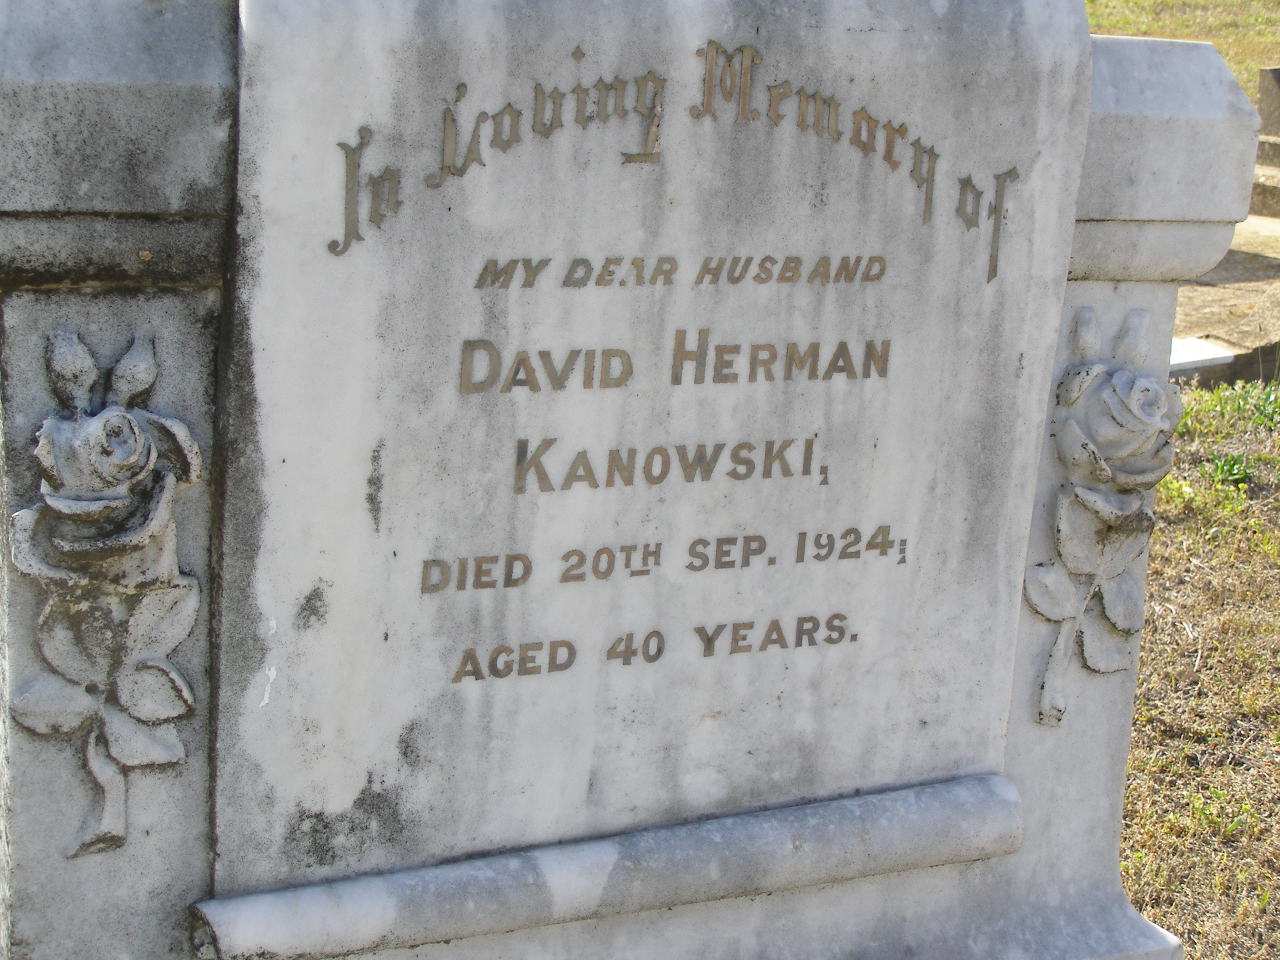 In Loving Memory of
MY DEAR HUSBAND
DAVID HERMAN
KANOWSKI,
DIED 20TH SEP. 1924;
AGED 40 YEARS.